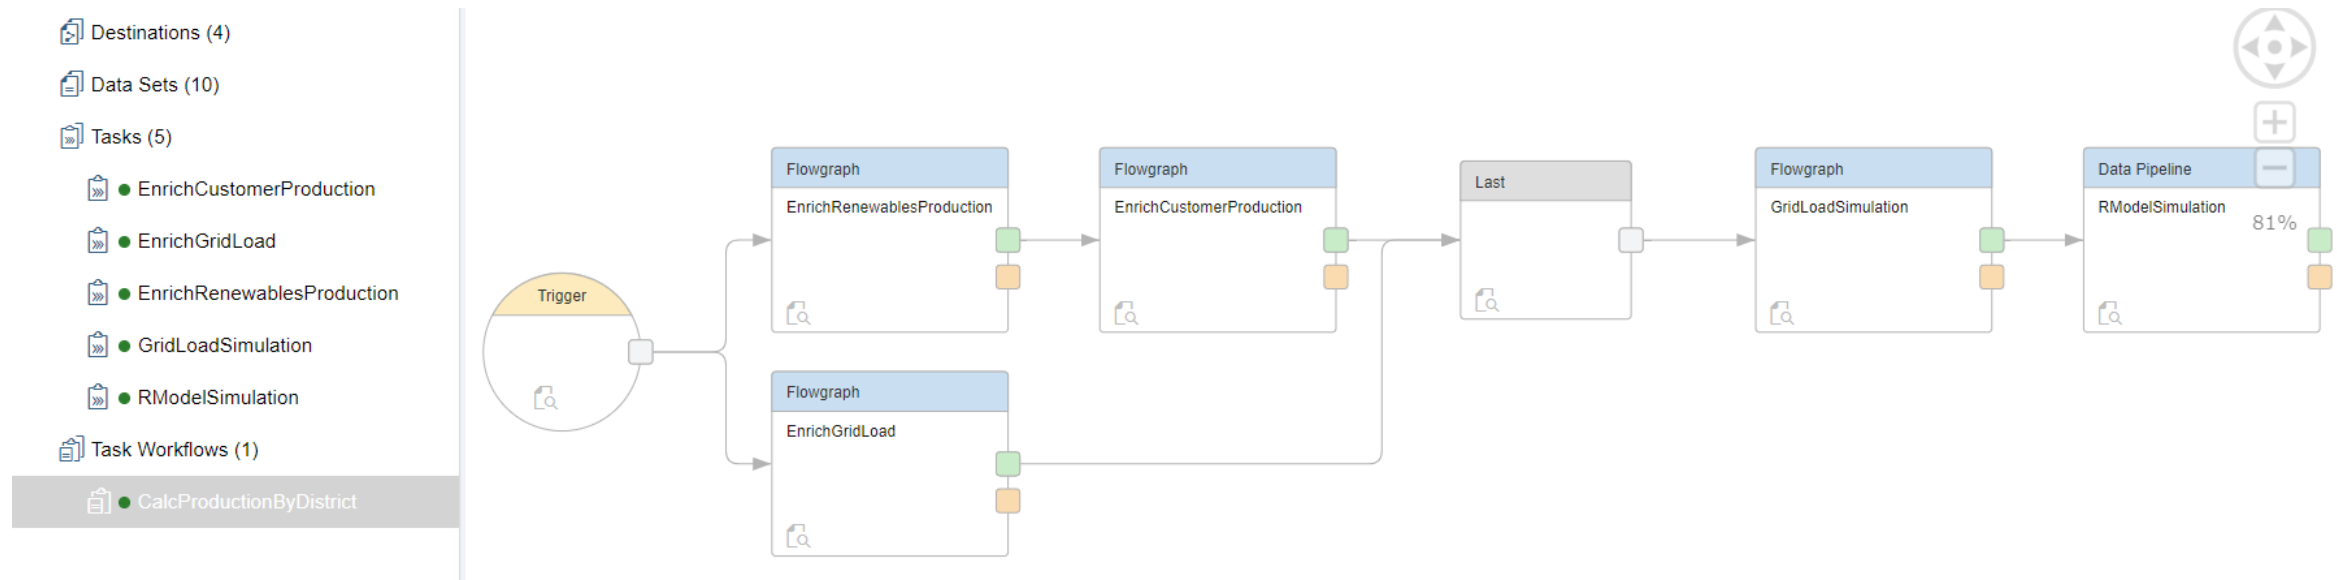 Destinations (4)
Data Sets (10)
Tasks (5)
EnrichCustomerProduction
EnrichGridLoad
EnrichRenewablesProduction
GridLoadSimulation
RModelSimulation
Task Workflows (1)
CalcProductionByDistrict
Trigger
Flowgraph
EnrichRenewablesProduction
Flowgraph
EnrichGridLoad
Flowgraph
EnrichCustomerProduction
Last
Flowgraph
GridLoadSimulation
Data Pipeline
RModelSimulation
81%